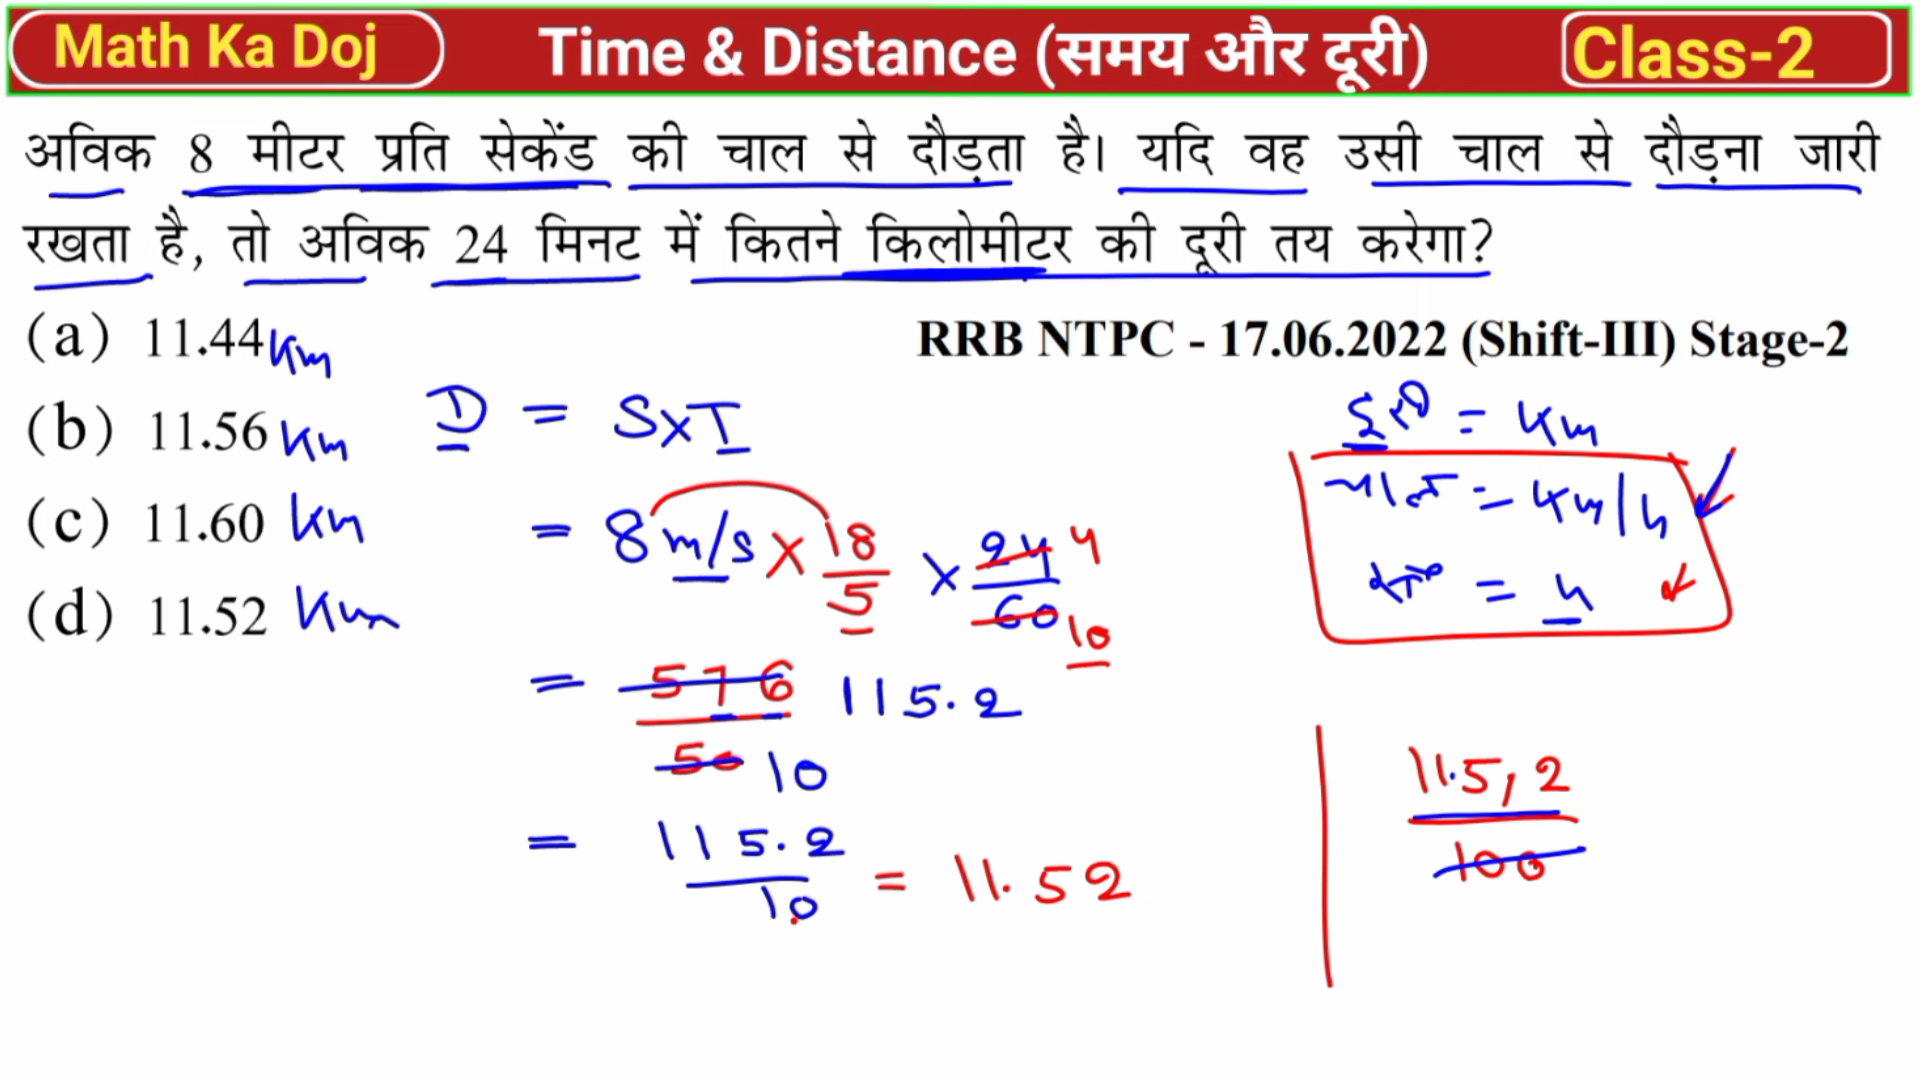 Math Ka Doj Time & Distance (समय और दूरी) Class-2
अविक 8 मीटर प्रति सेकेंड की चाल से दौड़ता है। यदि वह उसी चाल से दौड़ना जारी
रखता है, तो अविक 24 मिनट में कितने किलोमीटर की दूरी तय करेगा?
(a) 11.44 km
RRB NTPC - 17.06.2022 (Shift-III) Stage-2
(b) 11.56 km
(c) 11.60 km
(d) 11.52 km
D = S×T
= 8 m/s × 18/5 × 24/60 4 10
= 576/50 115.2 10
= 115.2/10 = 11.52
दूरी = km
चाल = km/h
= h
11.5,2
100